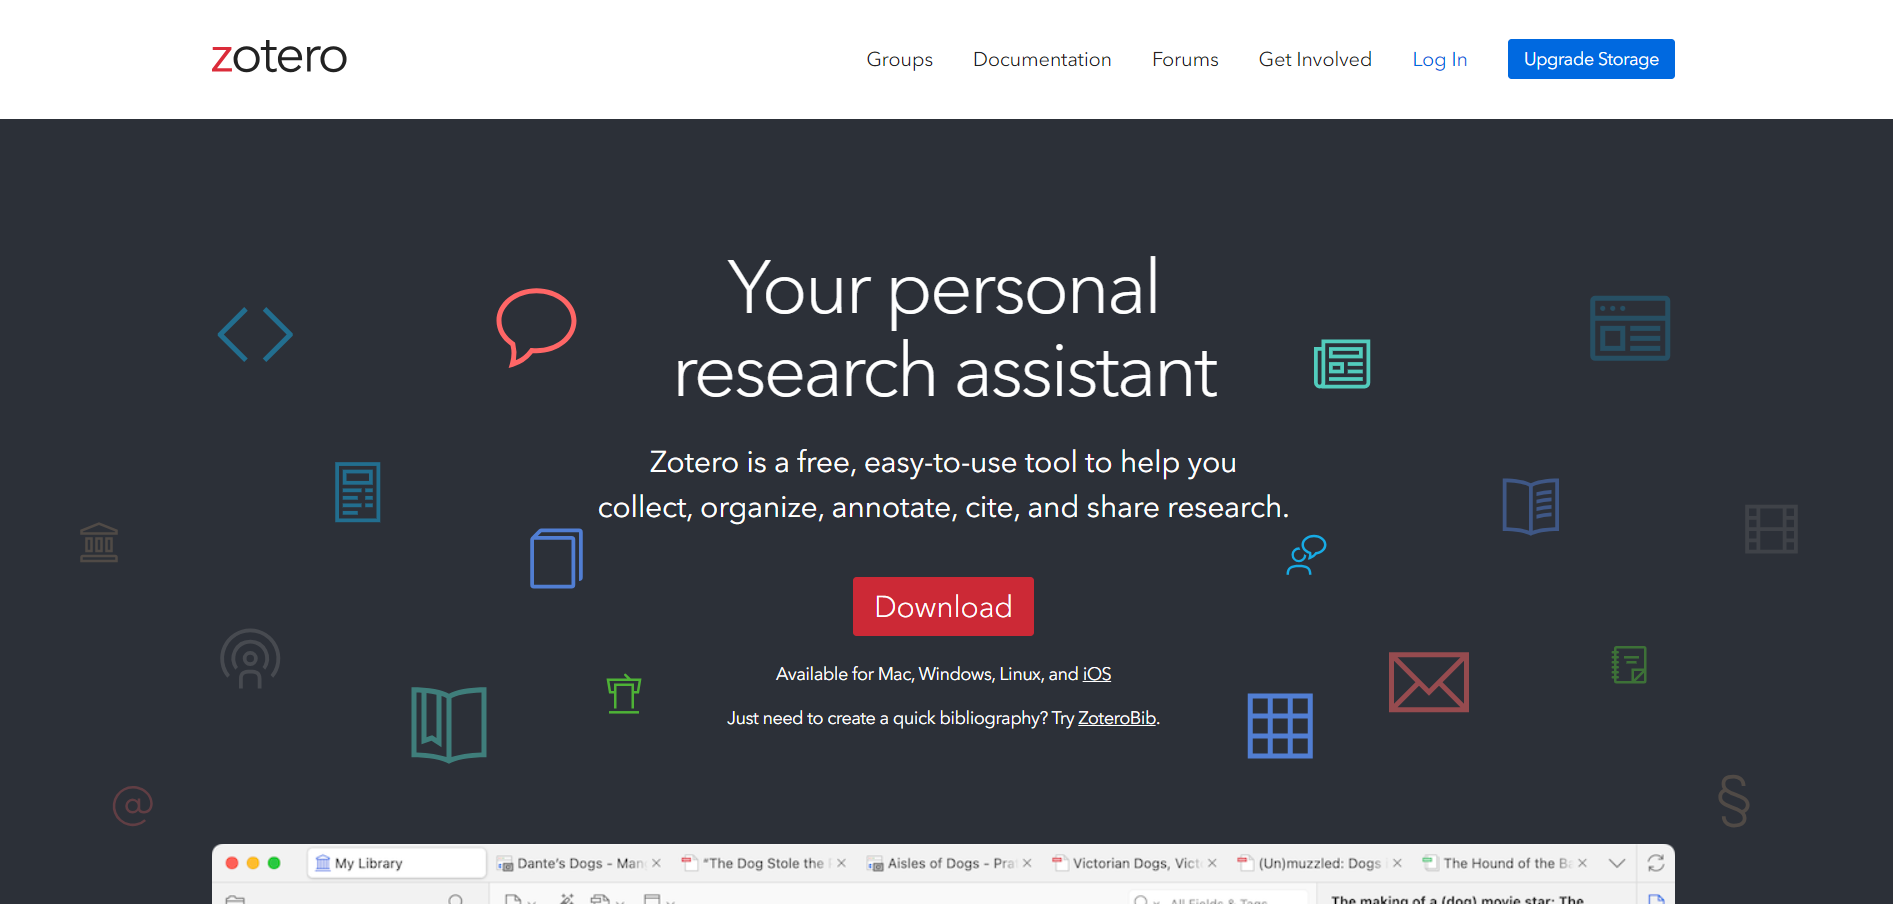 zotero
Groups
Documentation
Forums
Get Involved
Log In
Upgrade Storage
Your personal
research assistant
Zotero is a free, easy-to-use tool to help you
collect, organize, annotate, cite, and share research.
Download
Available for Mac, Windows, Linux, and iOS
Just need to create a quick bibliography? Try ZoteroBib.
@
§
My Library
Dante's Dogs - Man
"The Dog Stole the
Aisles of Dogs - Pra
Victorian Dogs, Vict
(Un)muzzled: Dogs
The Hound of the Ba
All Fields & Tags
The making of a (dog) movie star: The